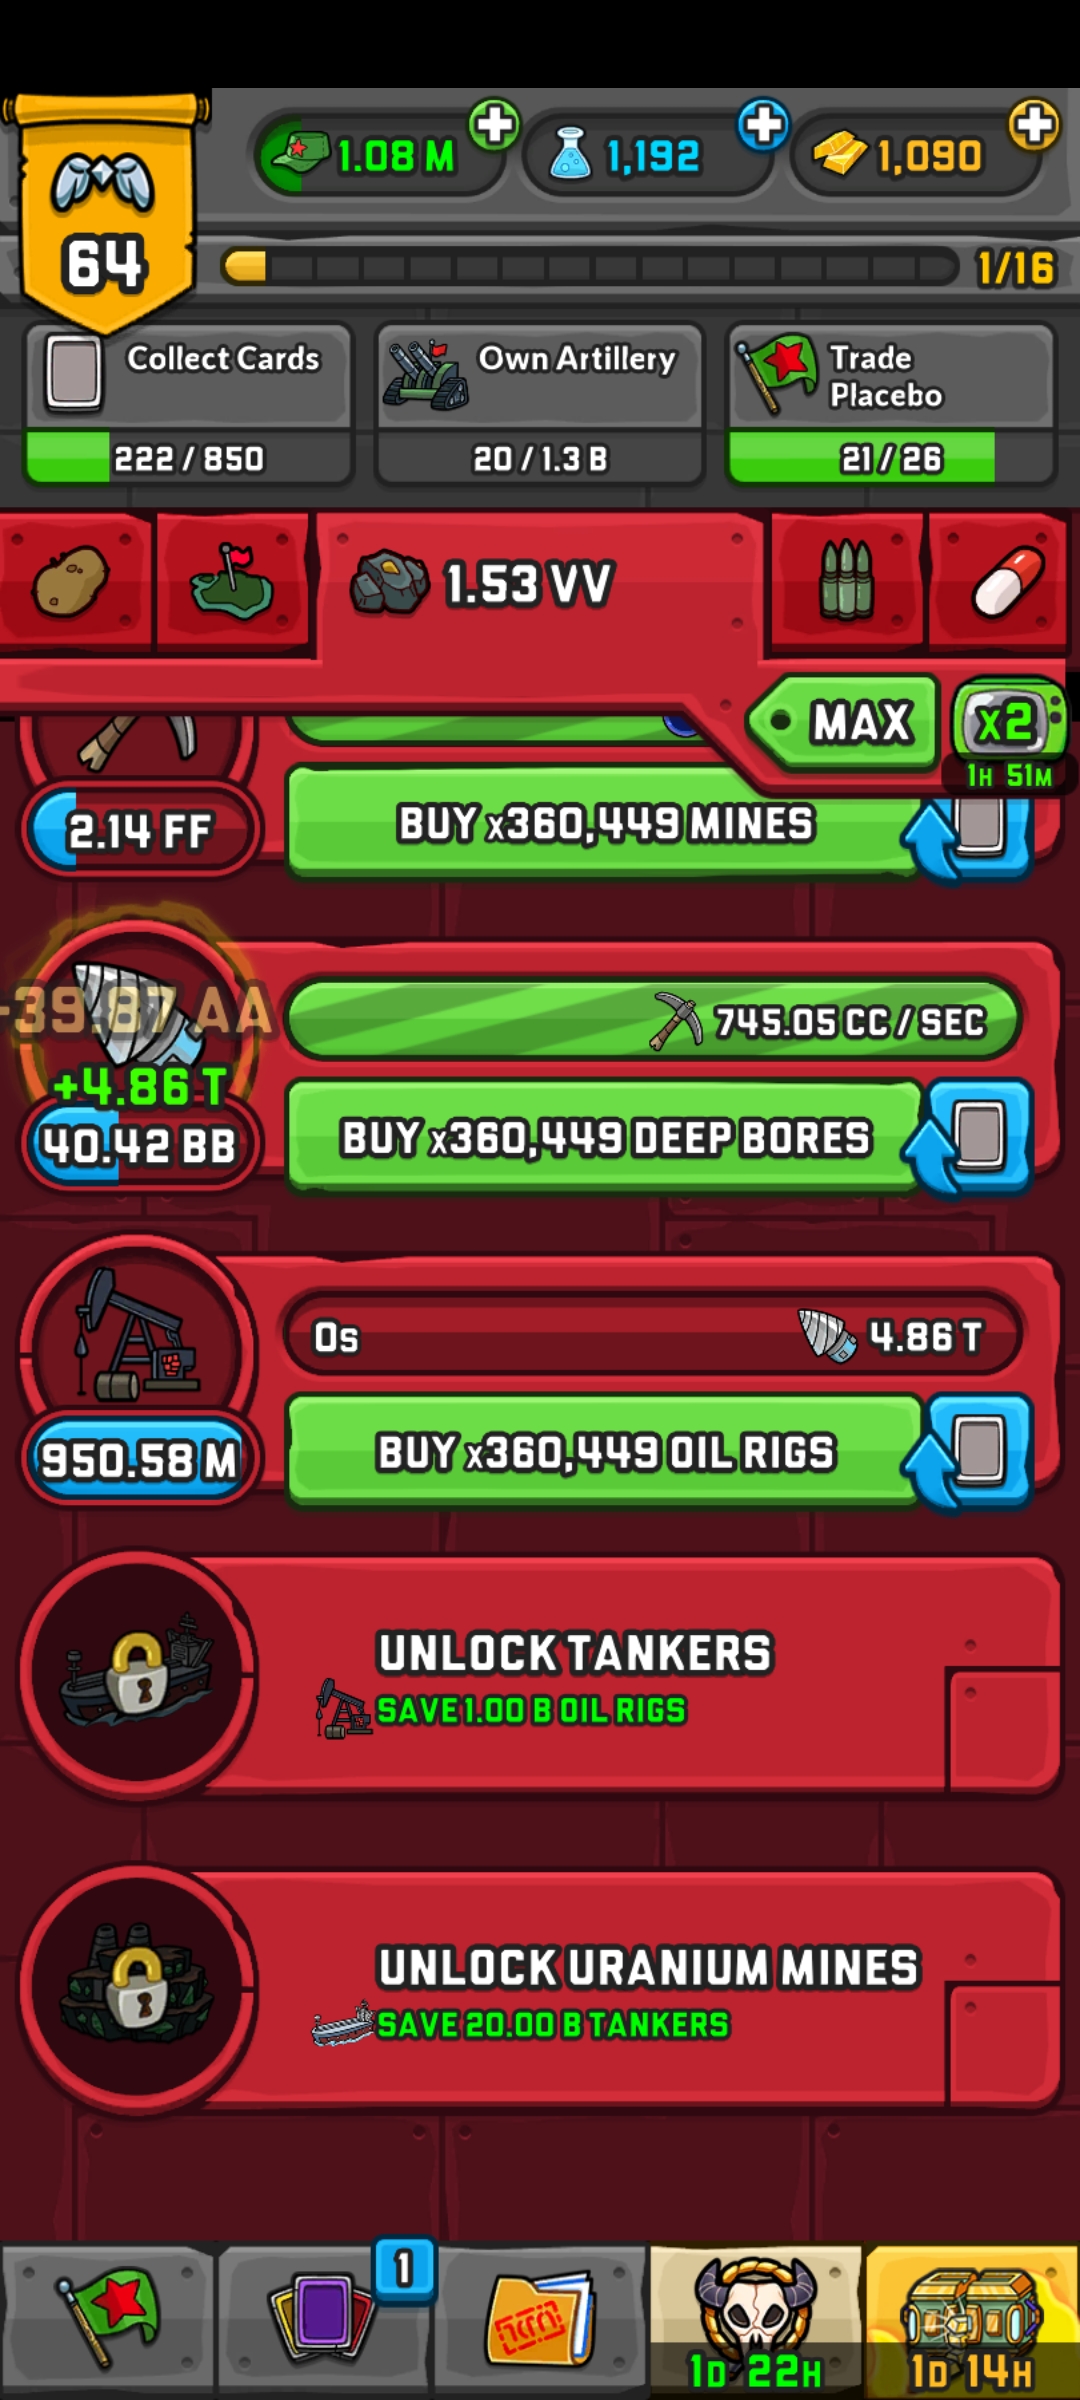 1.08 M
1,192
1,090
64
1/16
Collect Cards
222 / 850
Own Artillery
20 / 1.3 B
Trade
Placebo
21 / 26
1.53 VV
MAX
x2
1H 51M
2.14 FF
BUY x360,449 MINES
-39.87 AA
+4.86 T
40.42 BB
745.05 CC / SEC
BUY x360,449 DEEP BORES
0s
4.86 T
950.58 M
BUY x360,449 OIL RIGS
UNLOCK TANKERS
SAVE 1.00 B OIL RIGS
UNLOCK URANIUM MINES
SAVE 20.00 B TANKERS
1
1D 22H
1D 14H